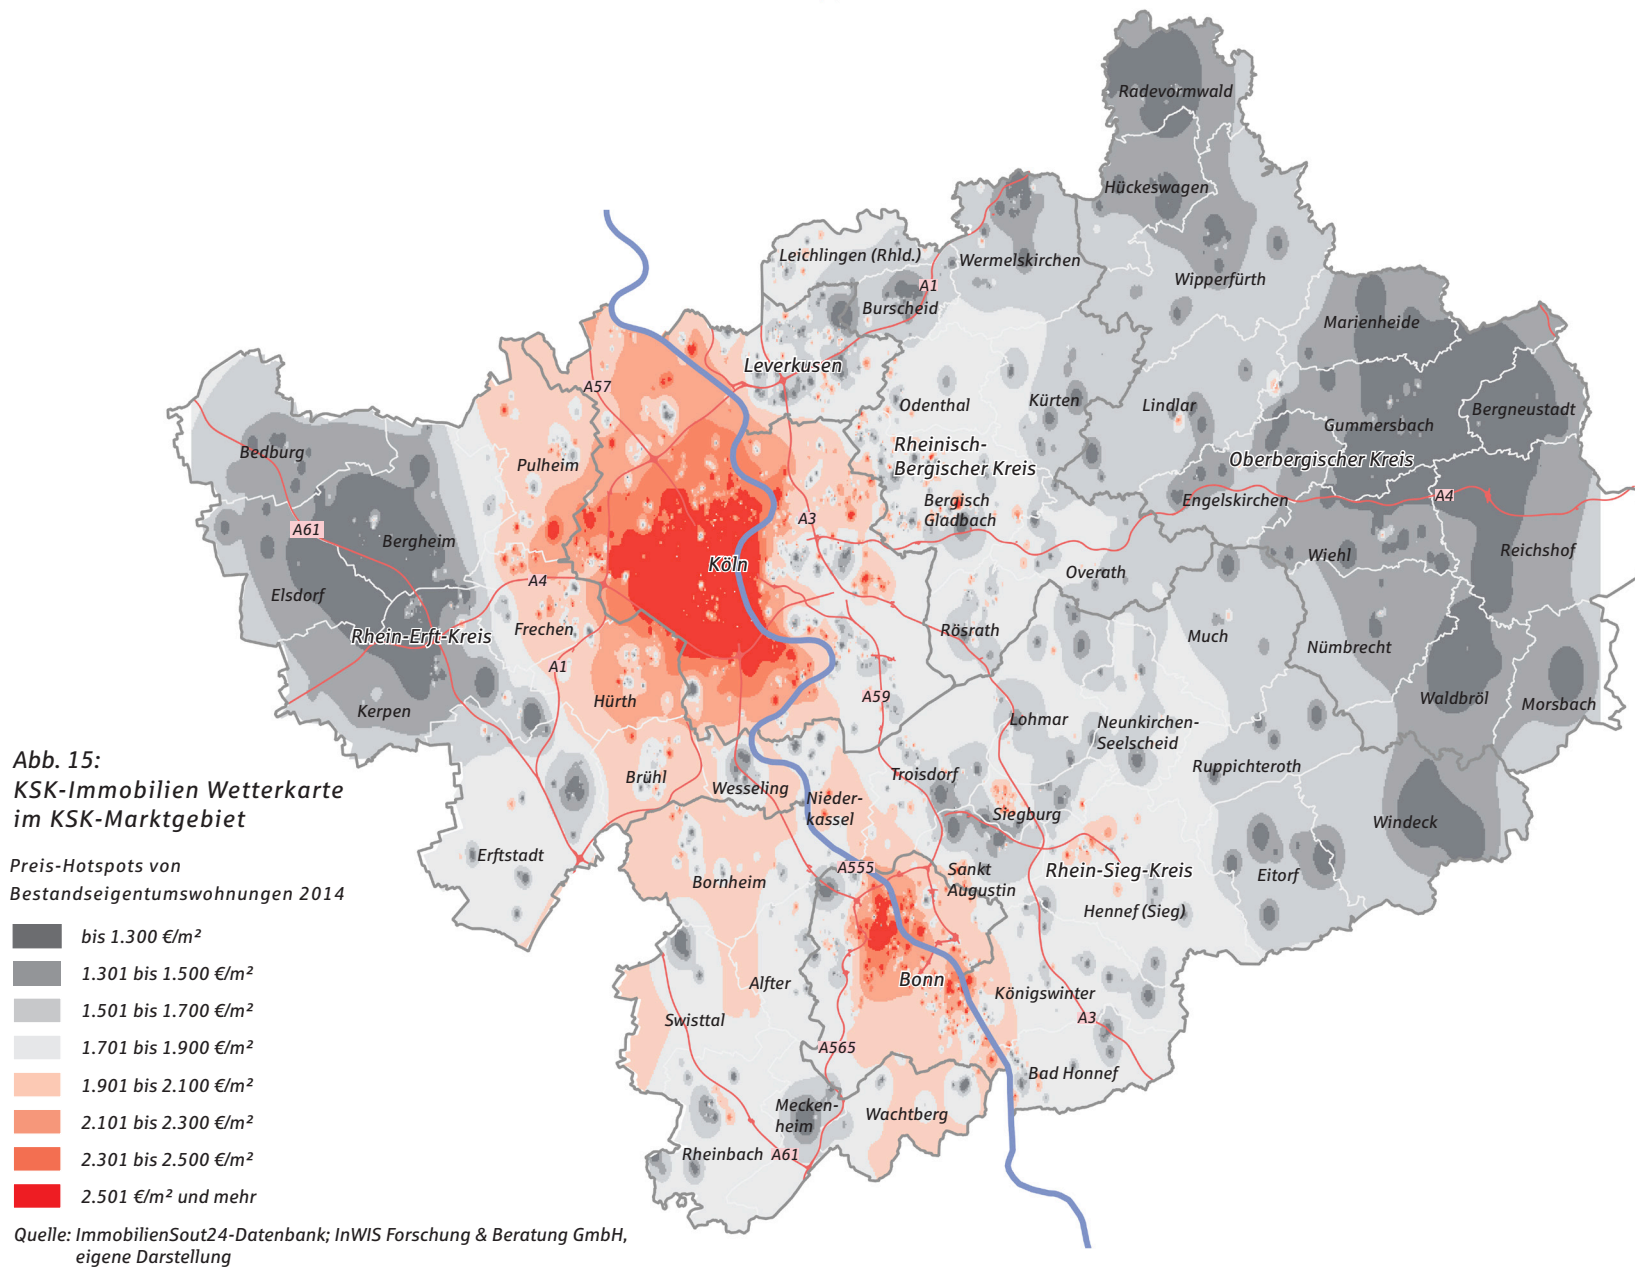 Radevormwald
Hückeswagen
Leichlingen (Rhld.)
Wermelskirchen
A1
Wipperfürth
Burscheid
Marienheide
Leverkusen
A57
Odenthal
Kürten
Lindlar
Bergneustadt
Gummersbach
Bedburg
Rheinisch-
Bergischer Kreis
Oberbergischer Kreis
Pulheim
Bergisch
Gladbach
Engelskirchen
A4
A61
A3
Bergheim
Wiehl
Reichshof
Köln
Overath
A4
Elsdorf
Frechen
Rhein-Erft-Kreis
Rösrath
Much
Nümbrecht
A1
Hürth
A59
Waldbröl
Morsbach
Kerpen
Lohmar
Neunkirchen-
Seelscheid
Ruppichteroth
Brühl
Troisdorf
Wesseling
Nieder-
kassel
Siegburg
Windeck
Erftstadt
A555
Sankt
Augustin
Rhein-Sieg-Kreis
Bornheim
Eitorf
Hennef (Sieg)
Alfter
Bonn
Königswinter
Swisttal
A3
A565
Bad Honnef
Mecken-
heim
Wachtberg
Rheinbach
A61
Abb. 15:
KSK-Immobilien Wetterkarte
im KSK-Marktgebiet
Preis-Hotspots von
Bestandseigentumswohnungen 2014
bis 1.300 €/m²
1.301 bis 1.500 €/m²
1.501 bis 1.700 €/m²
1.701 bis 1.900 €/m²
1.901 bis 2.100 €/m²
2.101 bis 2.300 €/m²
2.301 bis 2.500 €/m²
2.501 €/m² und mehr
Quelle: ImmobilienSout24-Datenbank; InWIS Forschung & Beratung GmbH,
eigene Darstellung